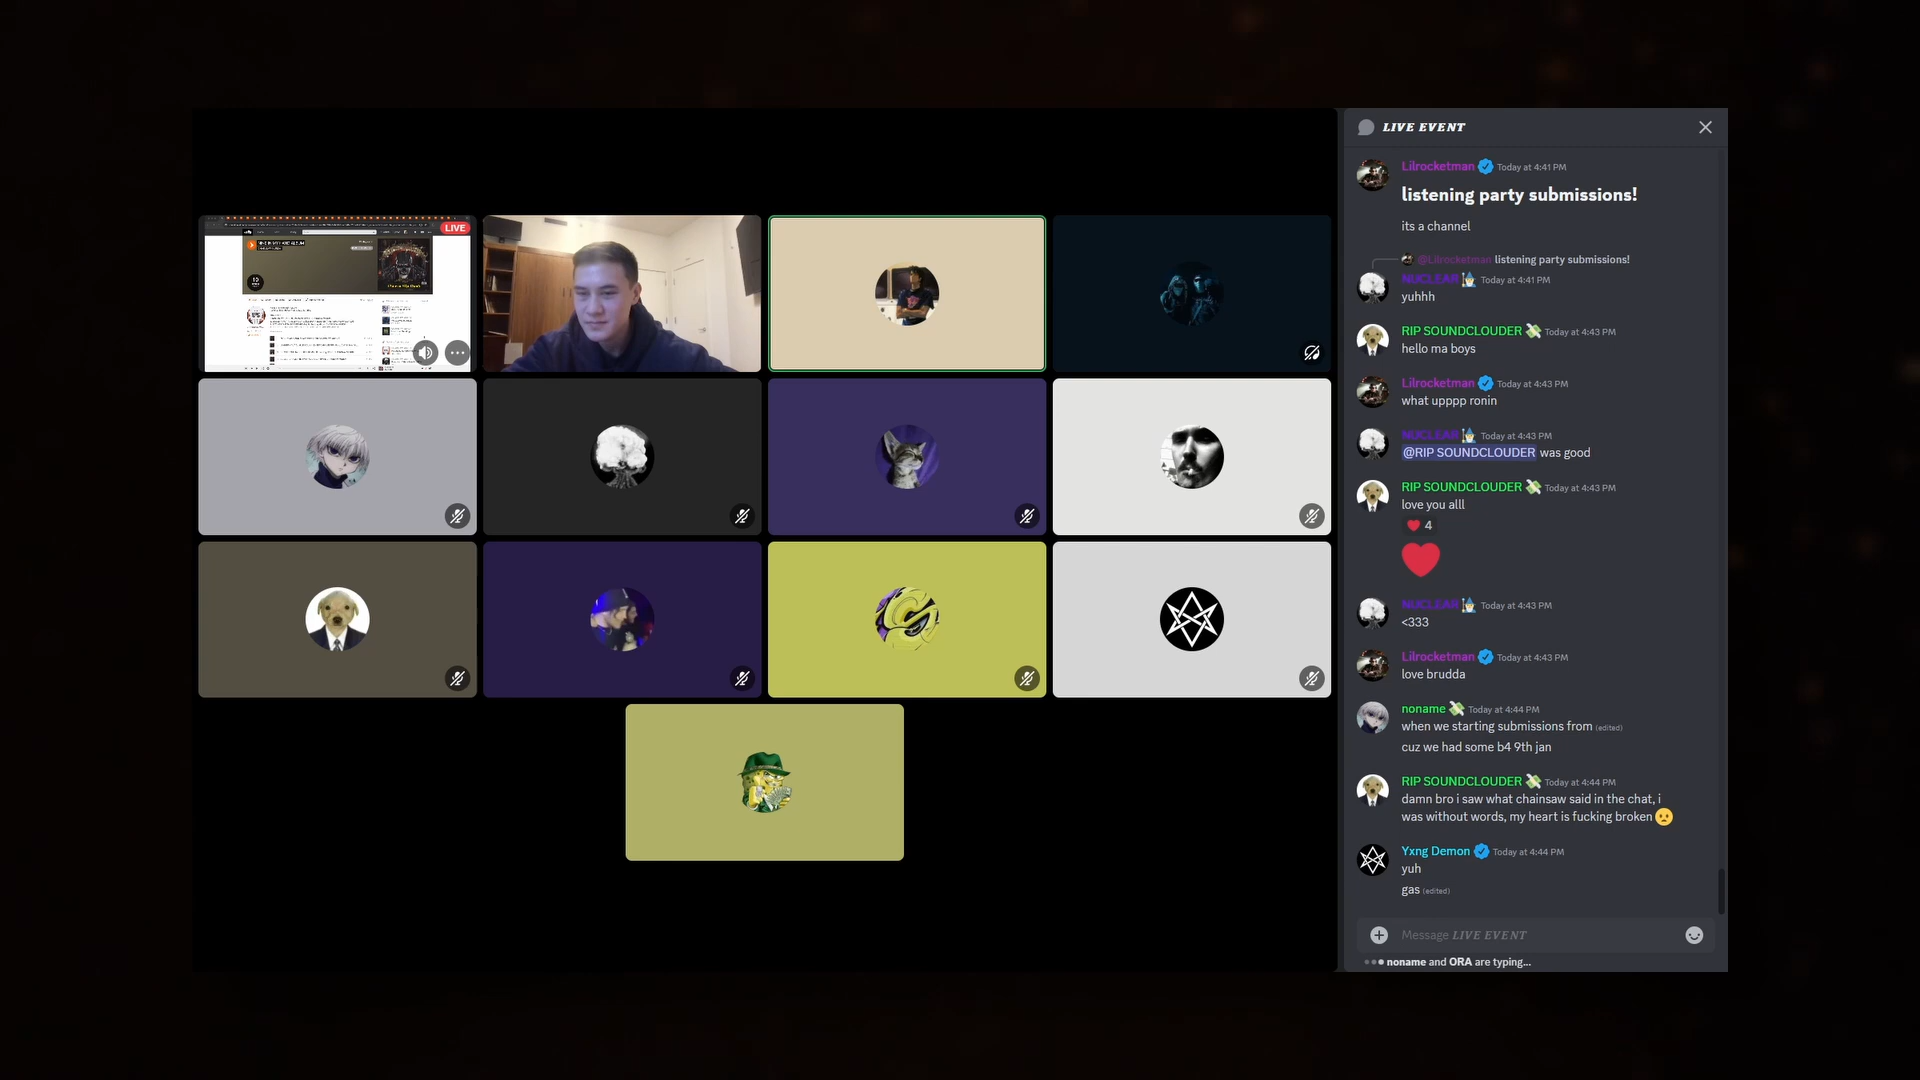 LIVE
LIVE EVENT
Lilrocketman Today at 4:41 PM
listening party submissions!
its a channel
@Lilrocketman listening party submissions!
NUCLEAR Today at 4:41 PM
yuhhh
RIP SOUNDCLOUDER Today at 4:43 PM
hello ma boys
Lilrocketman Today at 4:43 PM
what upppp ronin
NUCLEAR Today at 4:43 PM
@RIP SOUNDCLOUDER was good
RIP SOUNDCLOUDER Today at 4:43 PM
love you alll
4
NUCLEAR Today at 4:43 PM
<333
Lilrocketman Today at 4:43 PM
love brudda
noname Today at 4:44 PM
when we starting submissions from (edited)
cuz we had some b4 9th jan
RIP SOUNDCLOUDER Today at 4:44 PM
damn bro i saw what chainsaw said in the chat, i
was without words, my heart is fucking broken
Yxng Demon Today at 4:44 PM
yuh
gas (edited)
Message LIVE EVENT
noname and ORA are typing...